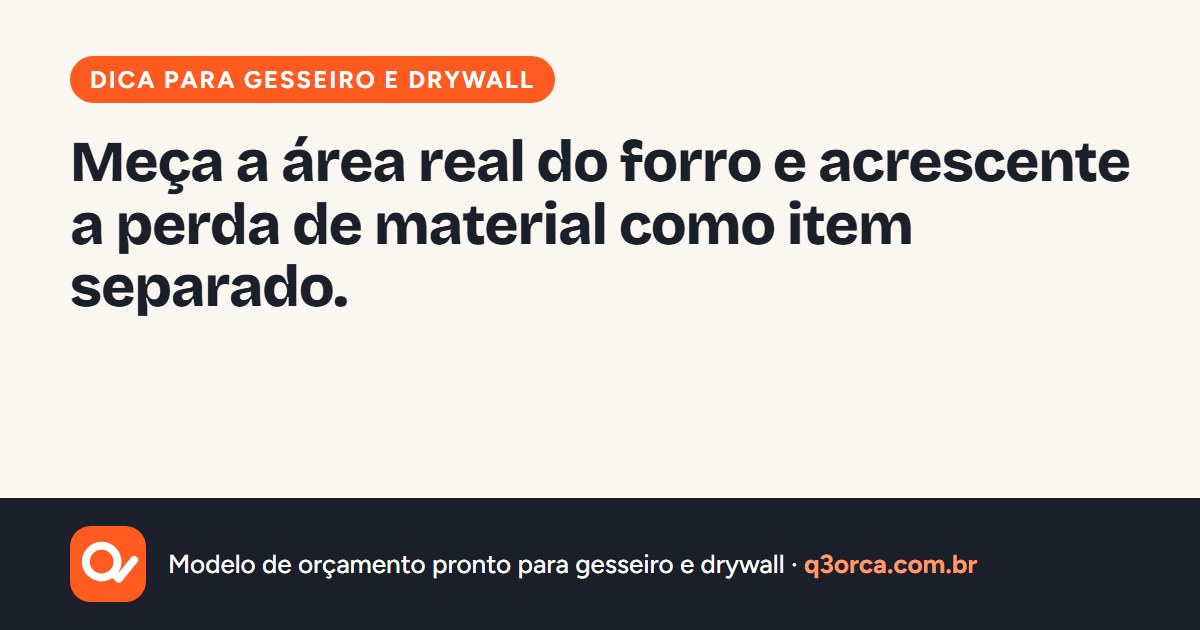 DICA PARA GESSEIRO E DRYWALL
Meça a área real do forro e acrescente
a perda de material como item
separado.
Modelo de orçamento pronto para gesseiro e drywall · q3orca.com.br